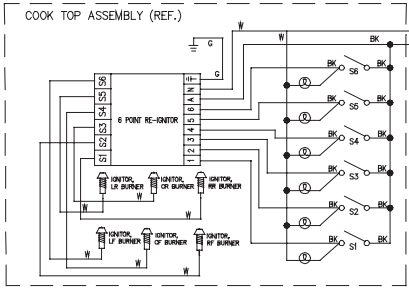 COOK TOP ASSEMBLY (REF.)
G
W
BK
BK
BK
S6
G
W
S6
S5
S4
S3
S2
S1
6 POINT RE-IGNITOR
N
A
6
5
4
3
2
1
BK
BK
S5
BK
BK
S4
BK
BK
S3
BK
BK
S2
BK
BK
S1
IGNITOR, LR BURNER
IGNITOR, CR BURNER
IGNITOR, RR BURNER
W
W
IGNITOR, LF BURNER
IGNITOR, CF BURNER
IGNITOR, RF BURNER
W
W
W